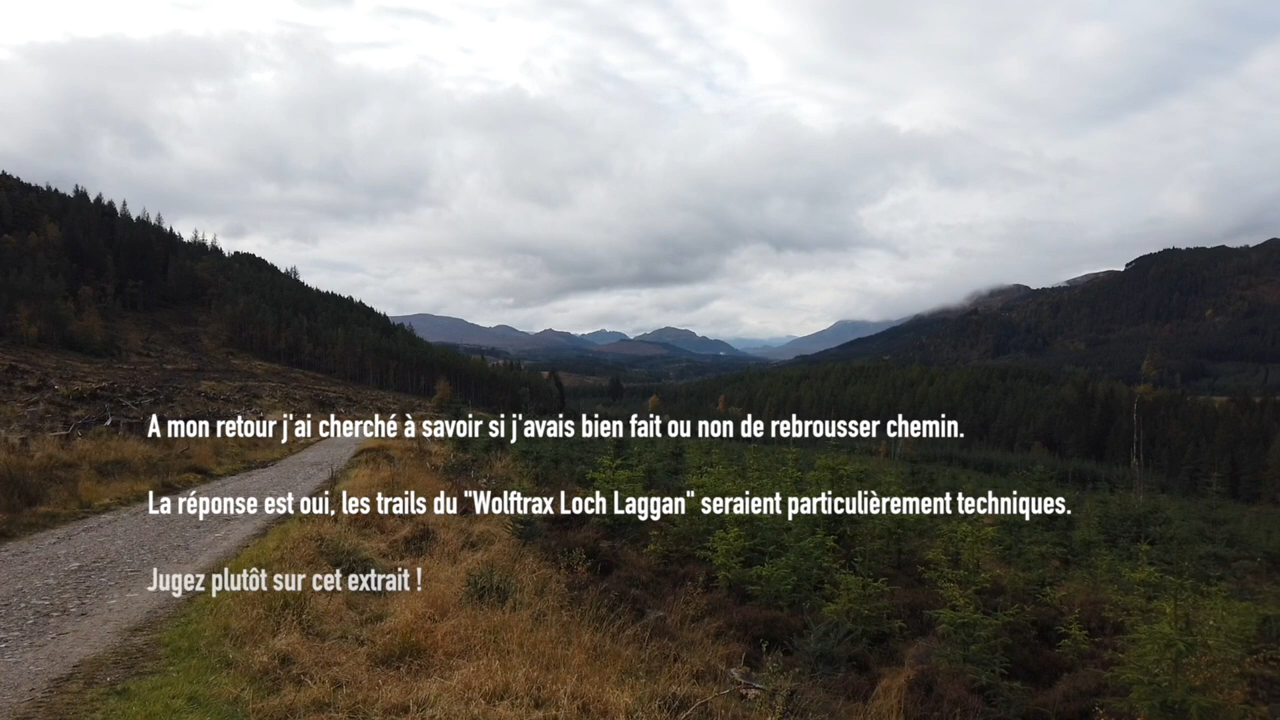 A mon retour j'ai cherché à savoir si j'avais bien fait ou non de rebrousser chemin.
La réponse est oui, les trails du "Wolftrax Loch Laggan" seraient particulièrement techniques.
Jugez plutôt sur cet extrait !